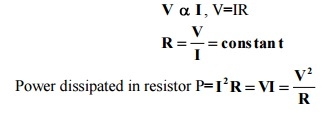 V α I, V=IR
R = V/I = constant
Power dissipated in resistor P= I²R = VI = V²/R